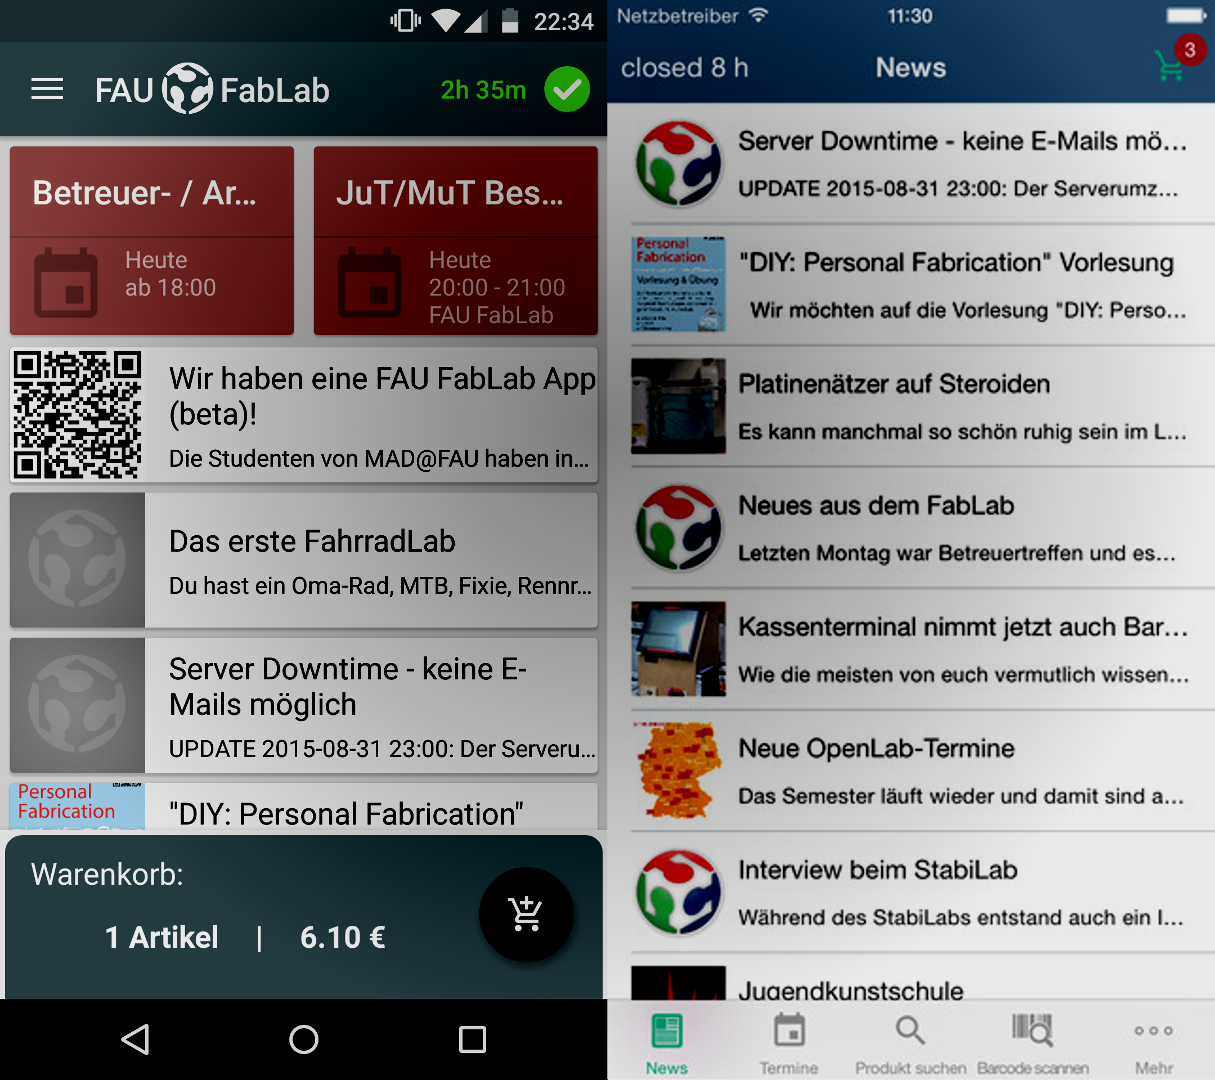 22:34
FAU FabLab
2h 35m
Betreuer- / Ar...
Heute
ab 18:00
JuT/MuT Bes...
Heute
20:00 - 21:00
FAU FabLab
Wir haben eine FAU FabLab App
(beta)!
Die Studenten von MAD@FAU haben in...
Das erste FahrradLab
Du hast ein Oma-Rad, MTB, Fixie, Rennr...
Server Downtime - keine E-
Mails möglich
UPDATE 2015-08-31 23:00: Der Serveru...
Personal
Fabrication
"DIY: Personal Fabrication"
Warenkorb:
1 Artikel | 6.10 €
Netzbetreiber
11:30
closed 8 h
News
3
Server Downtime - keine E-Mails mö...
UPDATE 2015-08-31 23:00: Der Serverumz...
Personal
Fabrication
Vorlesung & Übung
"DIY: Personal Fabrication" Vorlesung
Wir möchten auf die Vorlesung "DIY: Perso...
Platinenätzer auf Steroiden
Es kann manchmal so schön ruhig sein im L...
Neues aus dem FabLab
Letzten Montag war Betreuertreffen und es...
Kassenterminal nimmt jetzt auch Bar...
Wie die meisten von euch vermutlich wissen...
Neue OpenLab-Termine
Das Semester läuft wieder und damit sind a...
Interview beim StabiLab
Während des StabiLabs entstand auch ein I...
Jugendkunstschule
News
Termine
Produkt suchen
Barcode scannen
Mehr